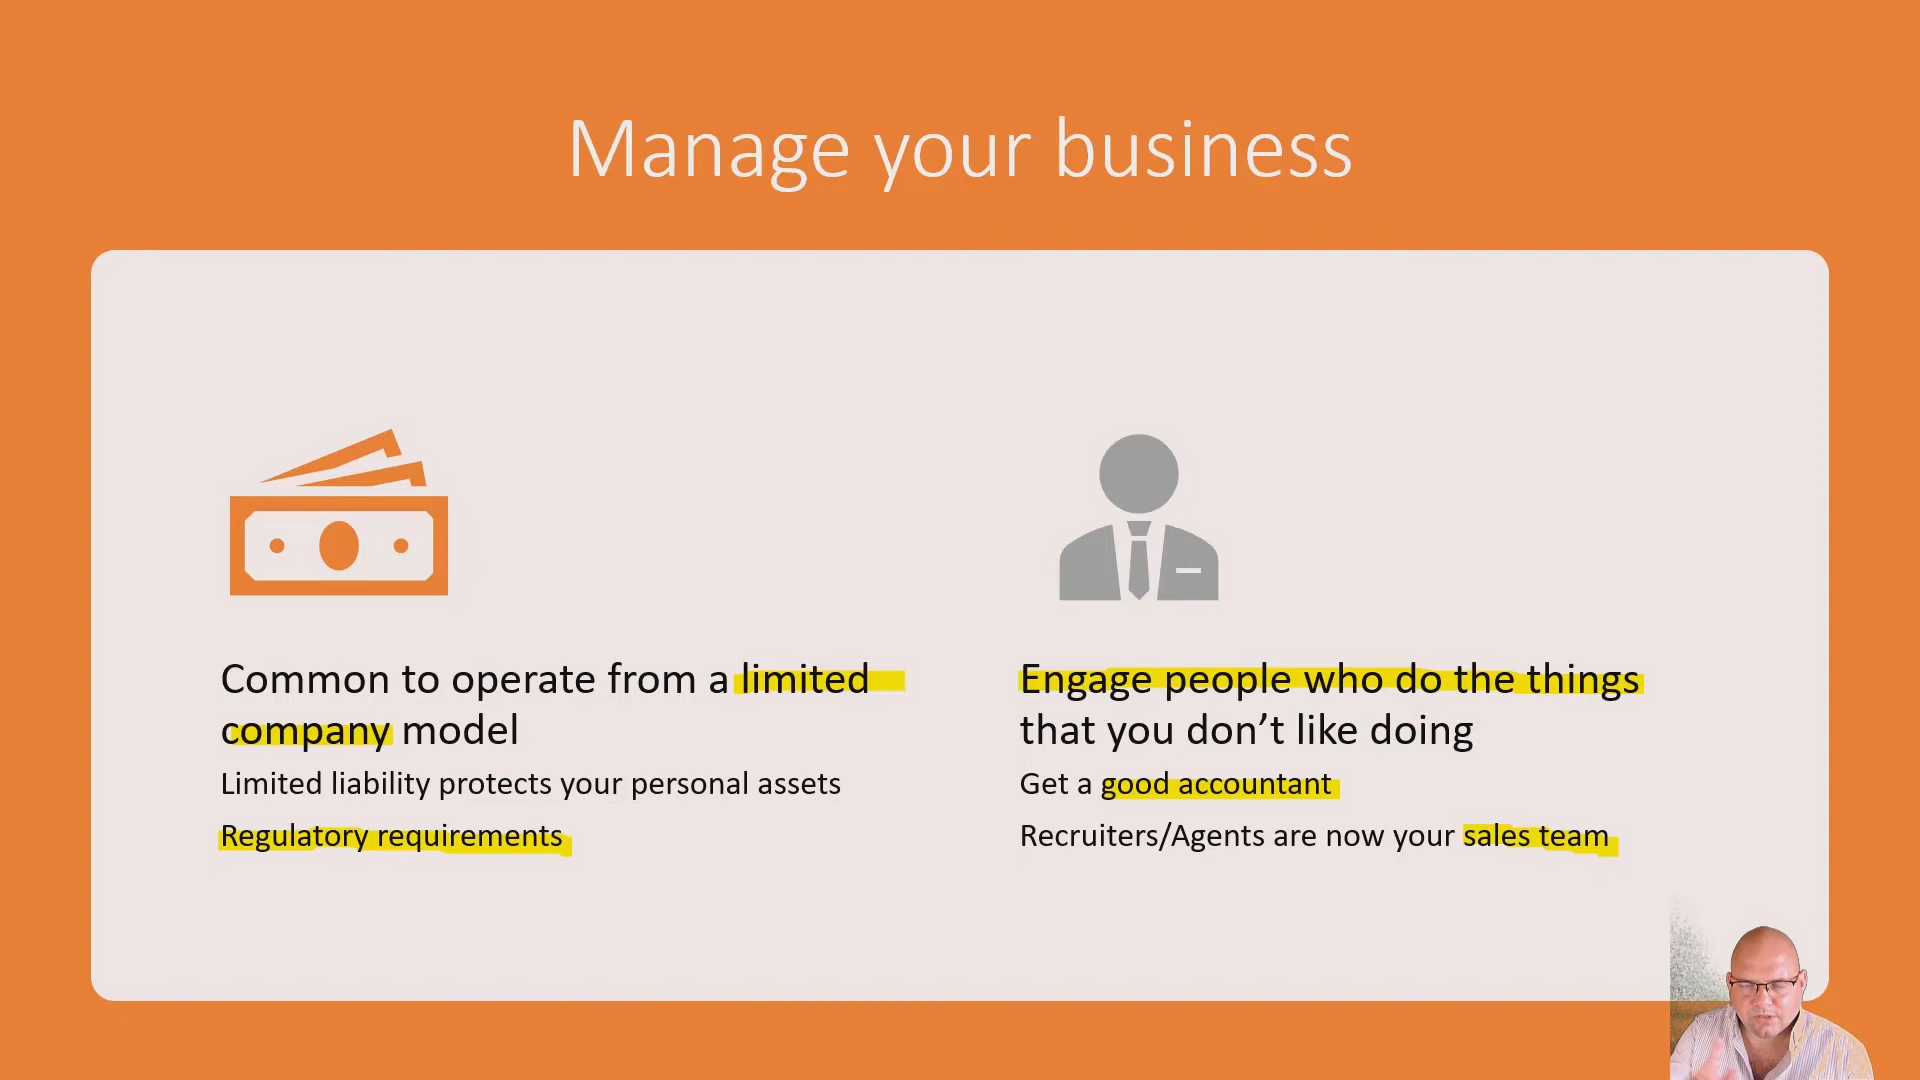 Manage your business
Common to operate from a limited
company model
Limited liability protects your personal assets
Regulatory requirements
Engage people who do the things
that you don’t like doing
Get a good accountant
Recruiters/Agents are now your sales team